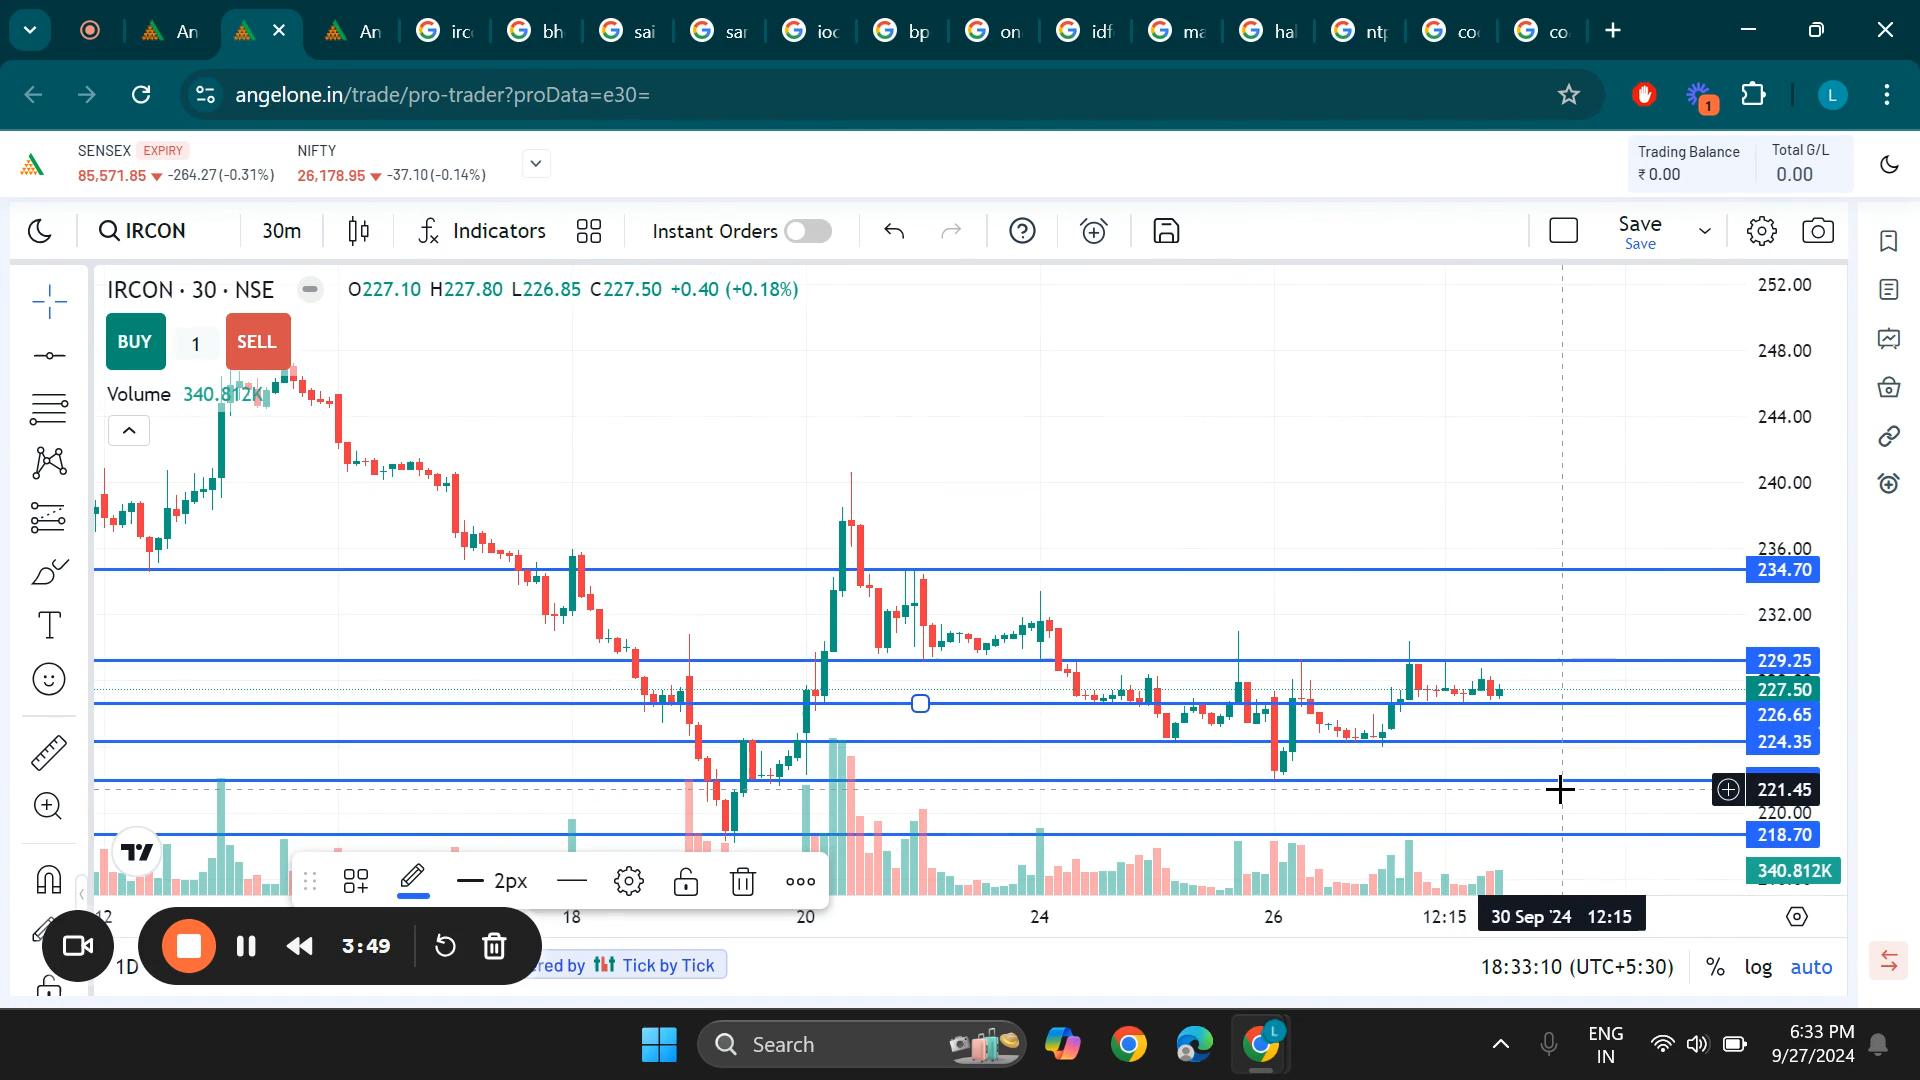 An
An
irc
bh
sai
sar
ioc
bp
on
idf
ma
hal
ntp
co
co
angelone.in/trade/pro-trader?proData=e30=
1
L
SENSEX EXPIRY
85,571.85 -264.27(-0.31%)
NIFTY
26,178.95 -37.10(-0.14%)
Trading Balance
₹ 0.00
Total G/L
0.00
IRCON
30m
Indicators
Instant Orders
Save
Save
IRCON · 30 · NSE
O227.10 H227.80 L226.85 C227.50 +0.40 (+0.18%)
BUY 1 SELL
Volume 340.812K
252.00
248.00
244.00
240.00
236.00
234.70
232.00
229.25
227.50
226.65
224.35
221.45
220.00
218.70
340.812K
2px
12
18
20
24
26
12:15
30 Sep '24 12:15
3:49
1D
ered by Tick by Tick
18:33:10 (UTC+5:30)
%
log
auto
Search
L
ENG
IN
6:33 PM
9/27/2024